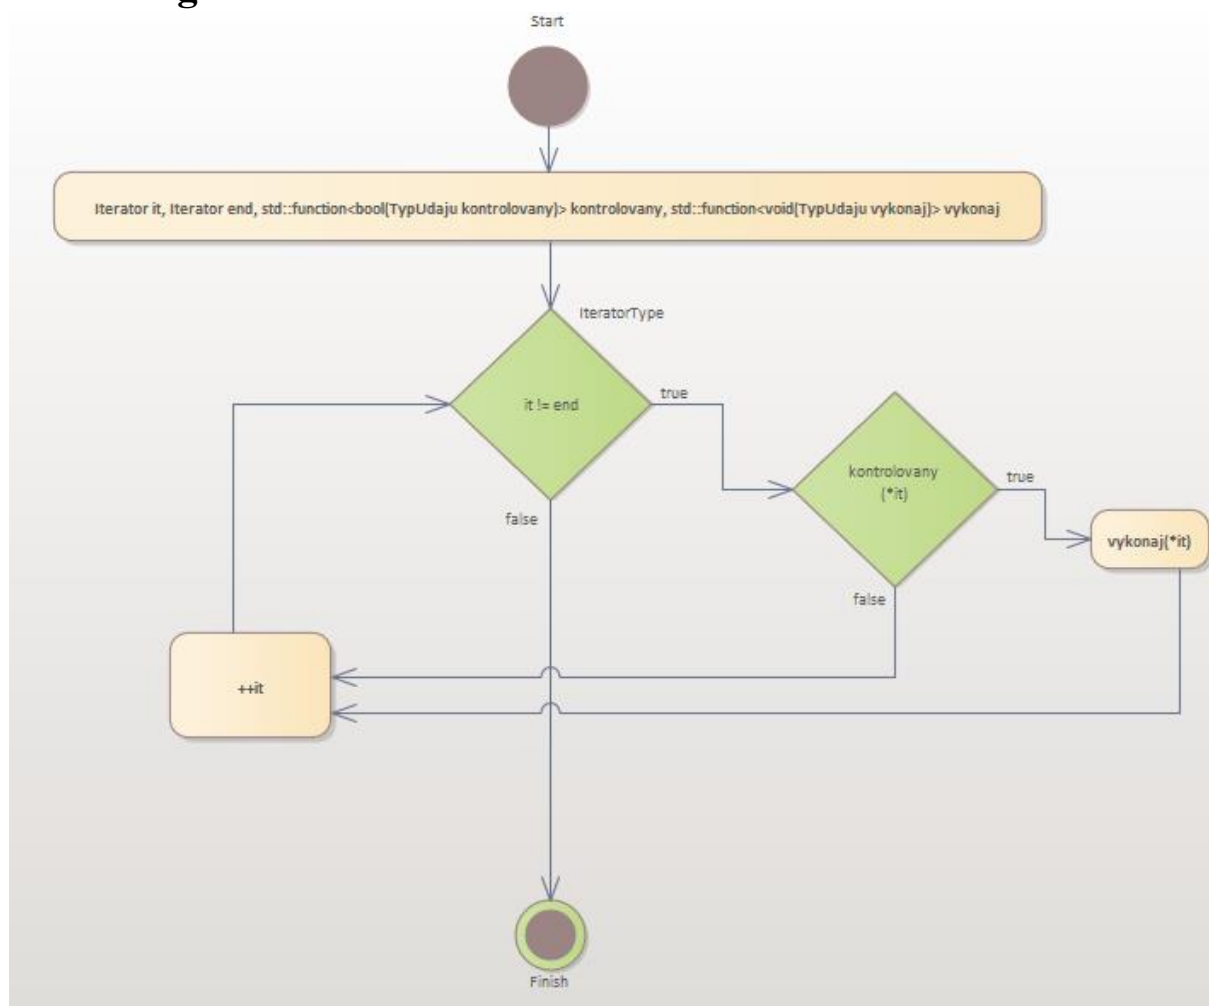 Start
Iterator it, Iterator end, std::function<bool(TypUdaju kontrolovany)> kontrolovany, std::function<void(TypUdaju vykonaj)> vykonaj
IteratorType
it != end
true
kontrolovany
(*it)
true
false
vykonaj(*it)
false
++it
Finish